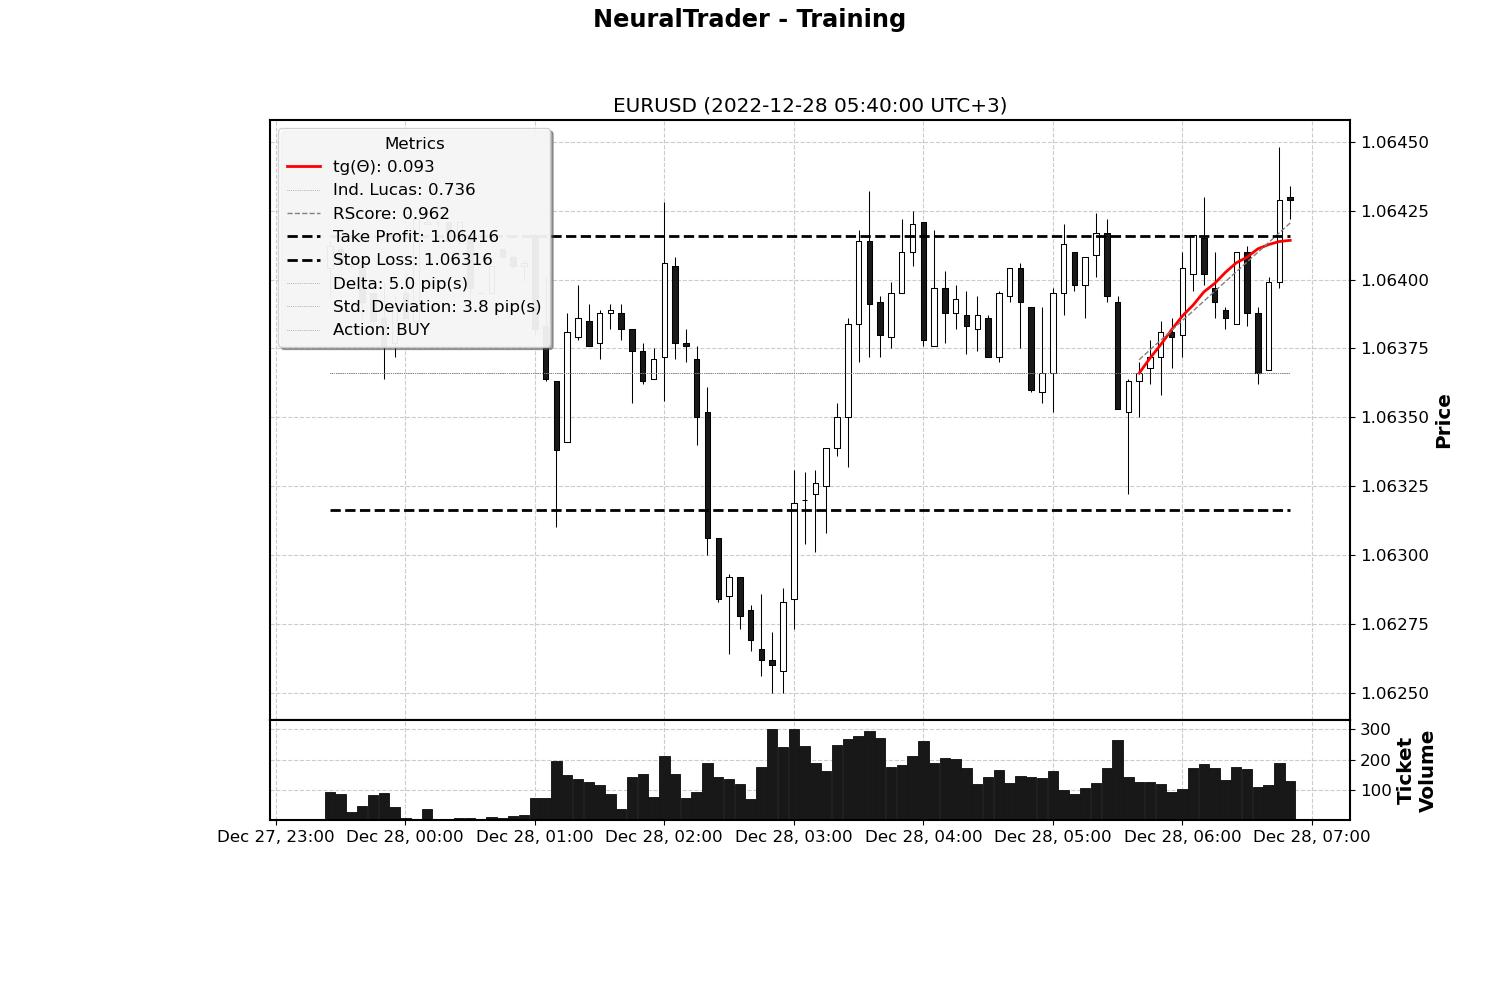 NeuralTrader - Training
EURUSD (2022-12-28 05:40:00 UTC+3)
Metrics
tg(Θ): 0.093
Ind. Lucas: 0.736
RScore: 0.962
Take Profit: 1.06416
Stop Loss: 1.06316
Delta: 5.0 pip(s)
Std. Deviation: 3.8 pip(s)
Action: BUY
1.06450
1.06425
1.06400
1.06375
1.06350
1.06325
1.06300
1.06275
1.06250
Price
300
200
100
Ticket
Volume
Dec 27, 23:00 Dec 28, 00:00 Dec 28, 01:00 Dec 28, 02:00 Dec 28, 03:00 Dec 28, 04:00 Dec 28, 05:00 Dec 28, 06:00 Dec 28, 07:00